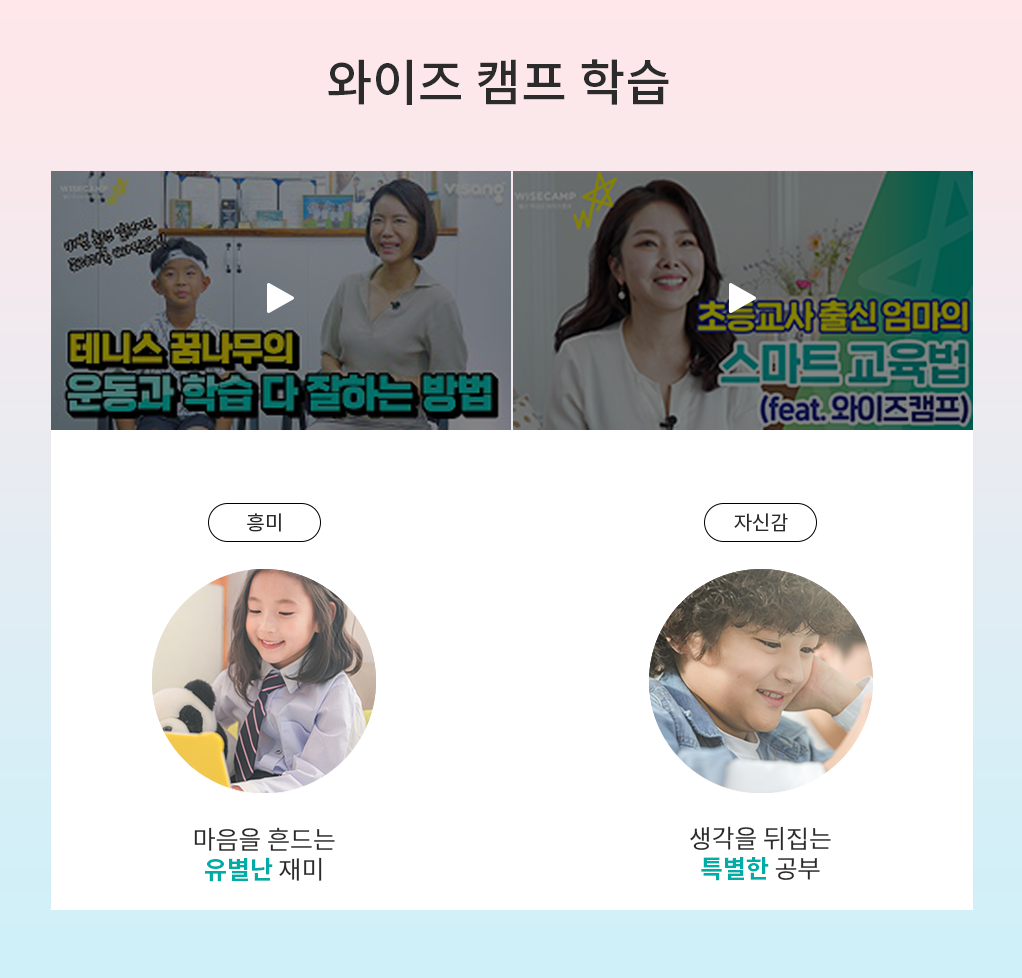 와이즈 캠프 학습
WISECAMP
visang
테니스 꿈나무의
운동과 학습 다 잘하는 방법
WISECAMP
초등교사 출신 엄마의
스마트 교육법
(feat. 와이즈캠프)
흥미
자신감
마음을 흔드는
유별난 재미
생각을 뒤집는
특별한 공부